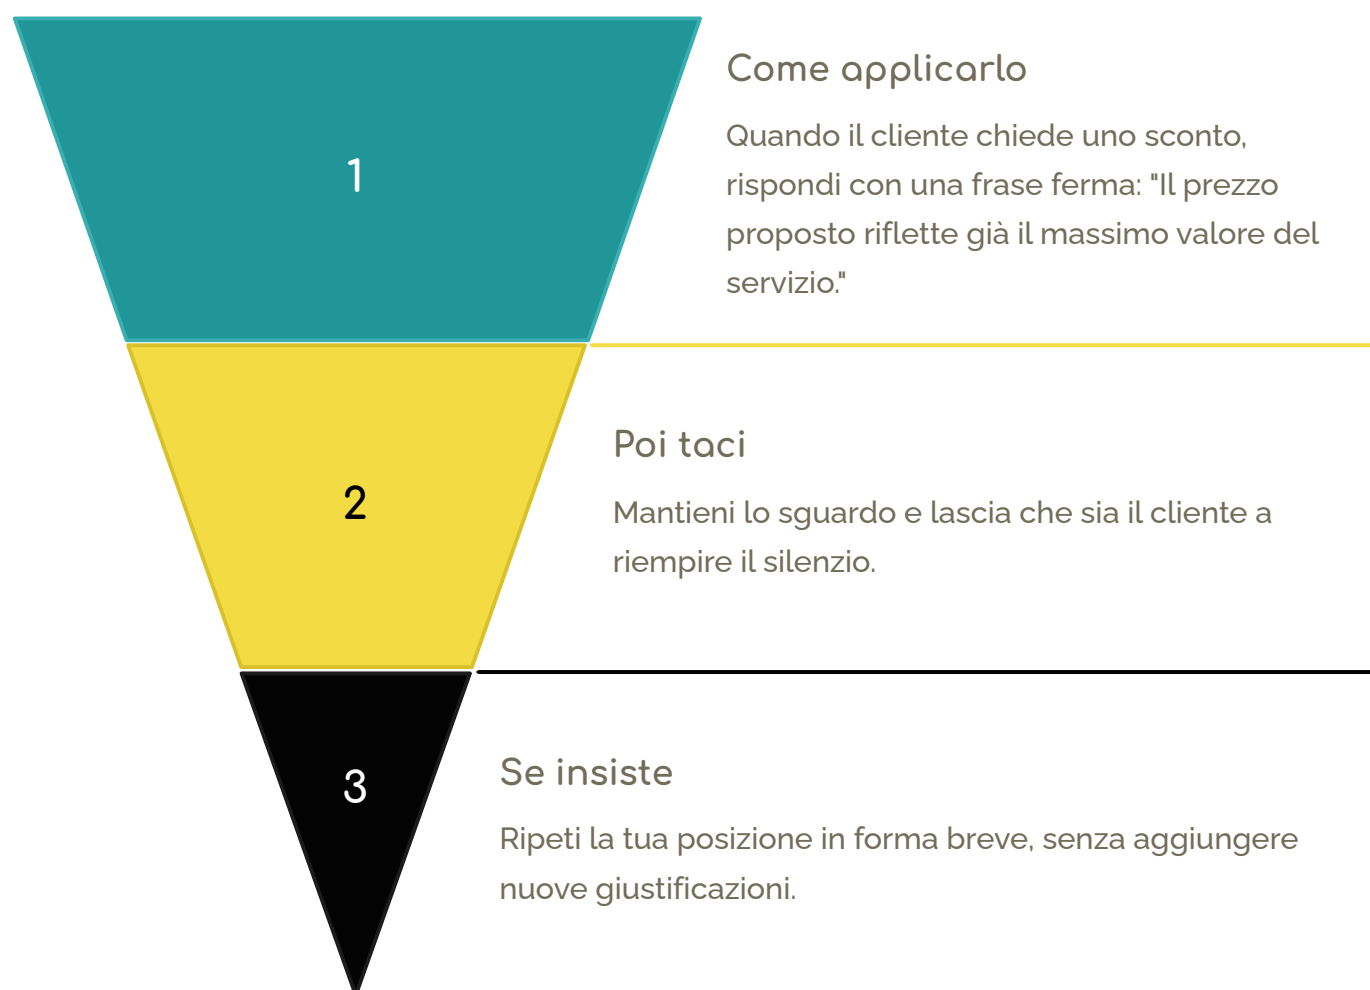 1
Come applicarlo
Quando il cliente chiede uno sconto,
rispondi con una frase ferma: "Il prezzo
proposto riflette già il massimo valore del
servizio."
2
Poi taci
Mantieni lo sguardo e lascia che sia il cliente a
riempire il silenzio.
3
Se insiste
Ripeti la tua posizione in forma breve, senza aggiungere
nuove giustificazioni.